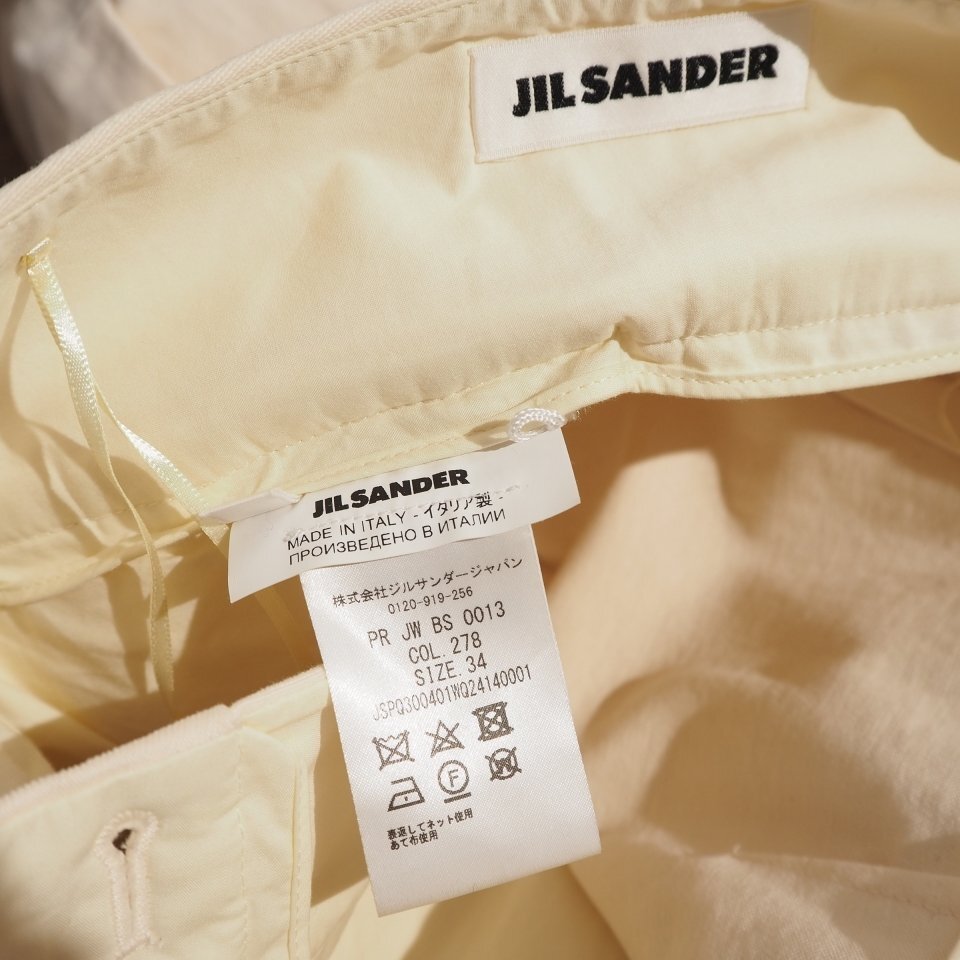 JIL SANDER
JIL SANDER
MADE IN ITALY - イタリア製 -
ПРОИЗВЕДЕНО В ИТАЛИИ
株式会社ジルサンダージャパン
0120-919-256
PR JW BS 0013
COL. 278
SIZE. 34
JSPQ300401WQ24140001
F
W
裏返してネット使用
あて布使用